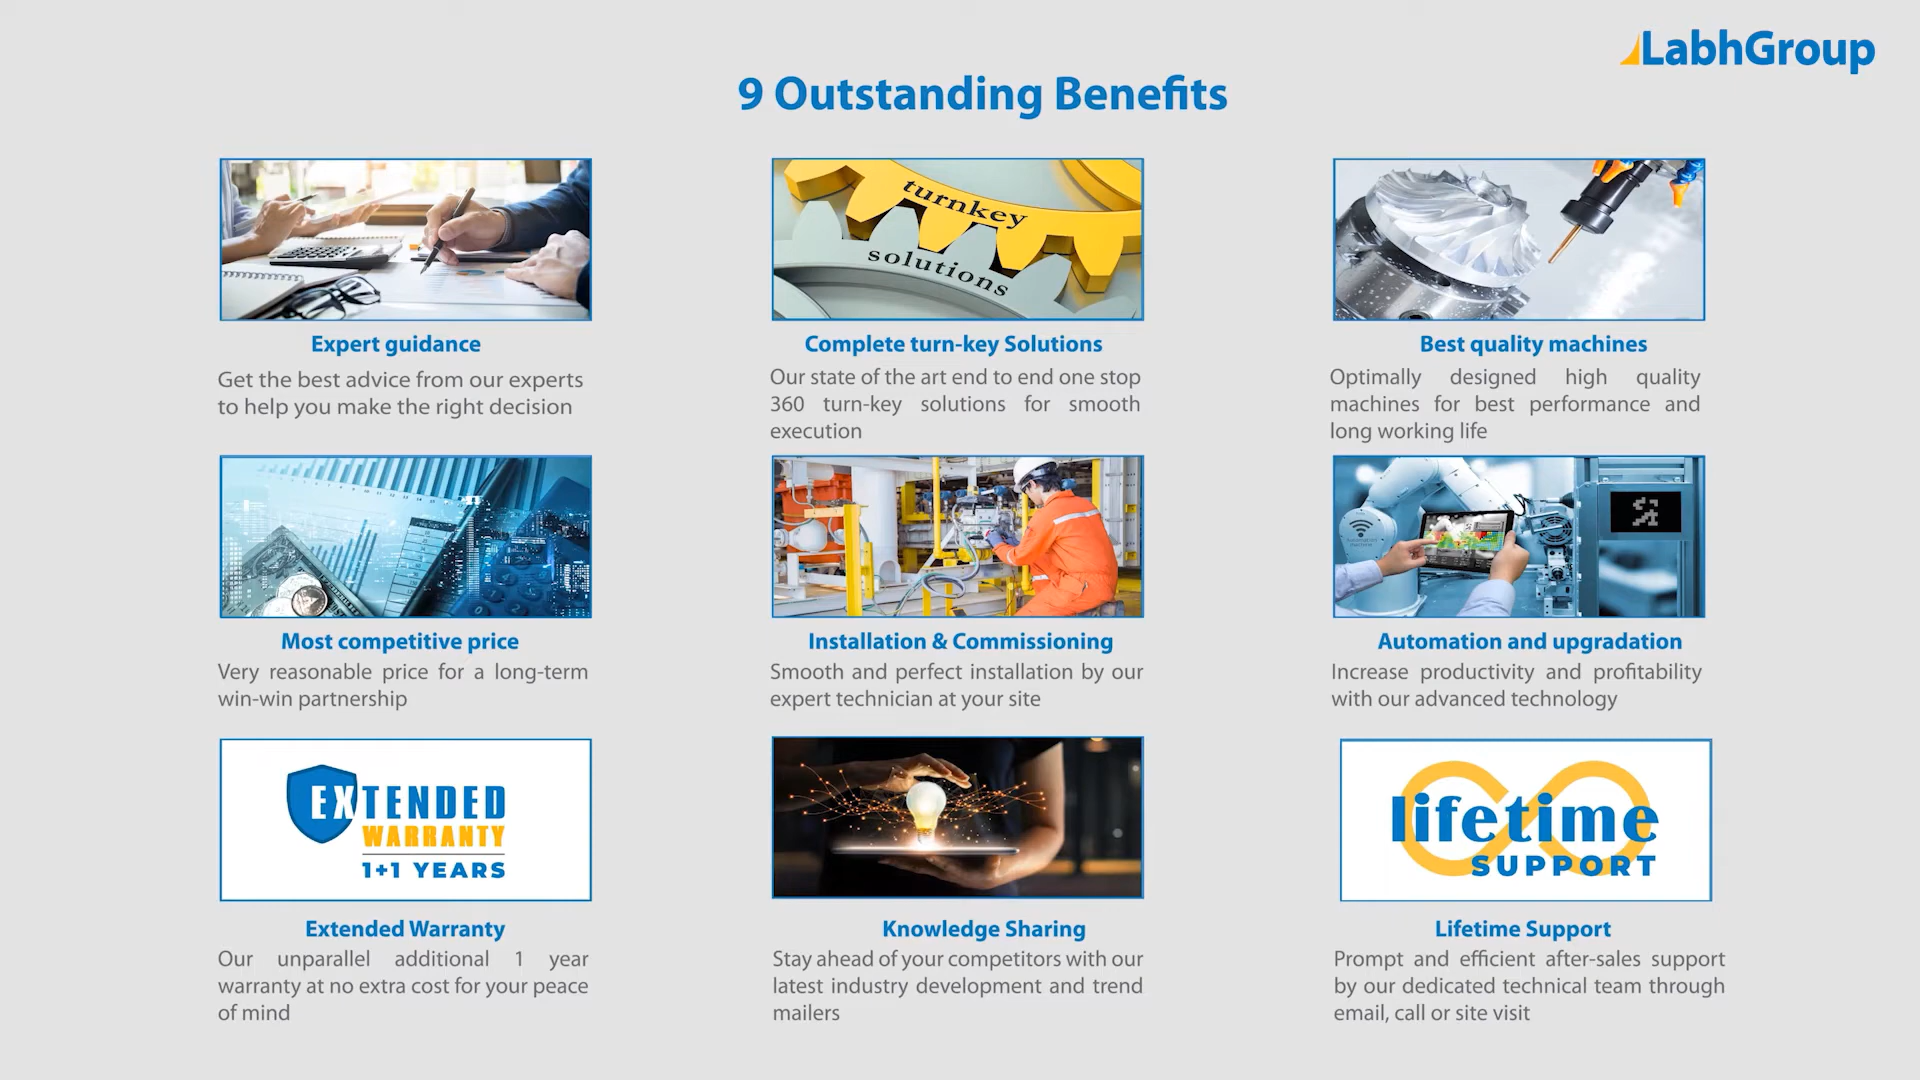 LabhGroup
9 Outstanding Benefits
turnkey
solutions
Expert guidance
Get the best advice from our experts
to help you make the right decision
Complete turn-key Solutions
Our state of the art end to end one stop
360 turn-key solutions for smooth
execution
Best quality machines
Optimally designed high quality
machines for best performance and
long working life
Most competitive price
Very reasonable price for a long-term
win-win partnership
Installation & Commissioning
Smooth and perfect installation by our
expert technician at your site
Automation and upgradation
Increase productivity and profitability
with our advanced technology
EXTENDED
WARRANTY
1+1 YEARS
Extended Warranty
Our unparallel additional 1 year
warranty at no extra cost for your peace
of mind
Knowledge Sharing
Stay ahead of your competitors with our
latest industry development and trend
mailers
lifetime
SUPPORT
Lifetime Support
Prompt and efficient after-sales support
by our dedicated technical team through
email, call or site visit